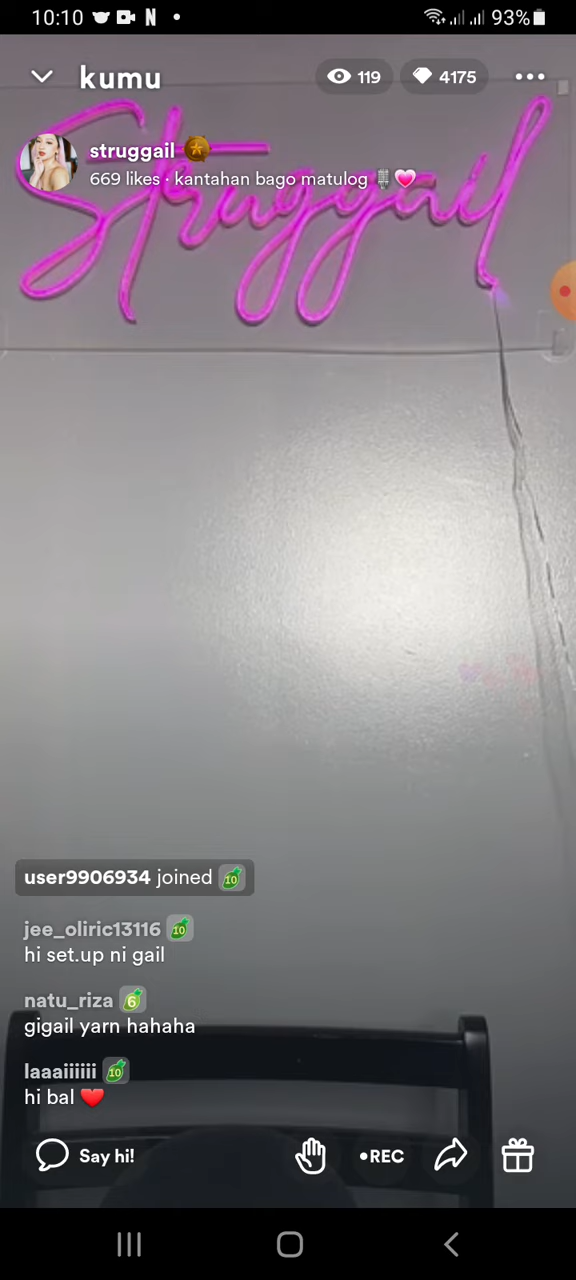 10:10 N 93%
kumu 119 4175
Struggail
struggail
669 likes · kantahan bago matulog 🎙️💗
user9906934 joined 10
jee_oliric13116 10
hi set.up ni gail
natu_riza 6
gigail yarn hahaha
laaaiiiiii 10
hi bal ❤️
Say hi! •REC